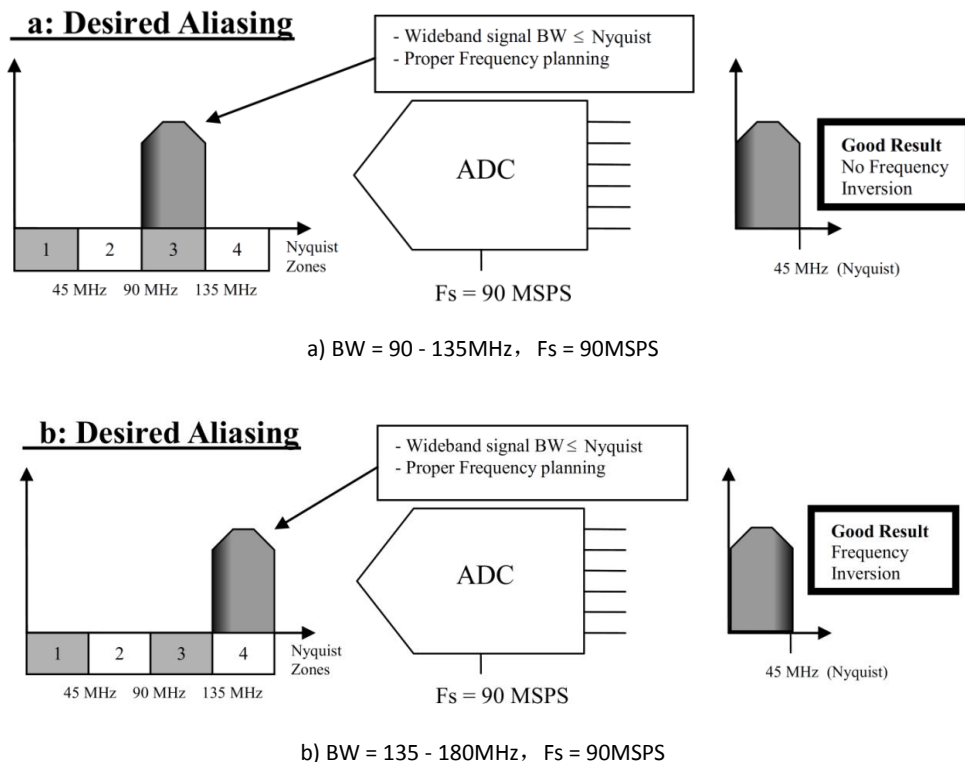 a: Desired Aliasing
- Wideband signal BW ≤ Nyquist
- Proper Frequency planning
ADC
Good Result
No Frequency
Inversion
1 2 3 4
Nyquist
Zones
45 MHz 90 MHz 135 MHz
45 MHz (Nyquist)
Fs = 90 MSPS
a) BW = 90 - 135MHz，Fs = 90MSPS
b: Desired Aliasing
- Wideband signal BW≤ Nyquist
- Proper Frequency planning
ADC
Good Result
Frequency
Inversion
1 2 3 4
Nyquist
Zones
45 MHz 90 MHz 135 MHz
45 MHz (Nyquist)
Fs = 90 MSPS
b) BW = 135 - 180MHz，Fs = 90MSPS